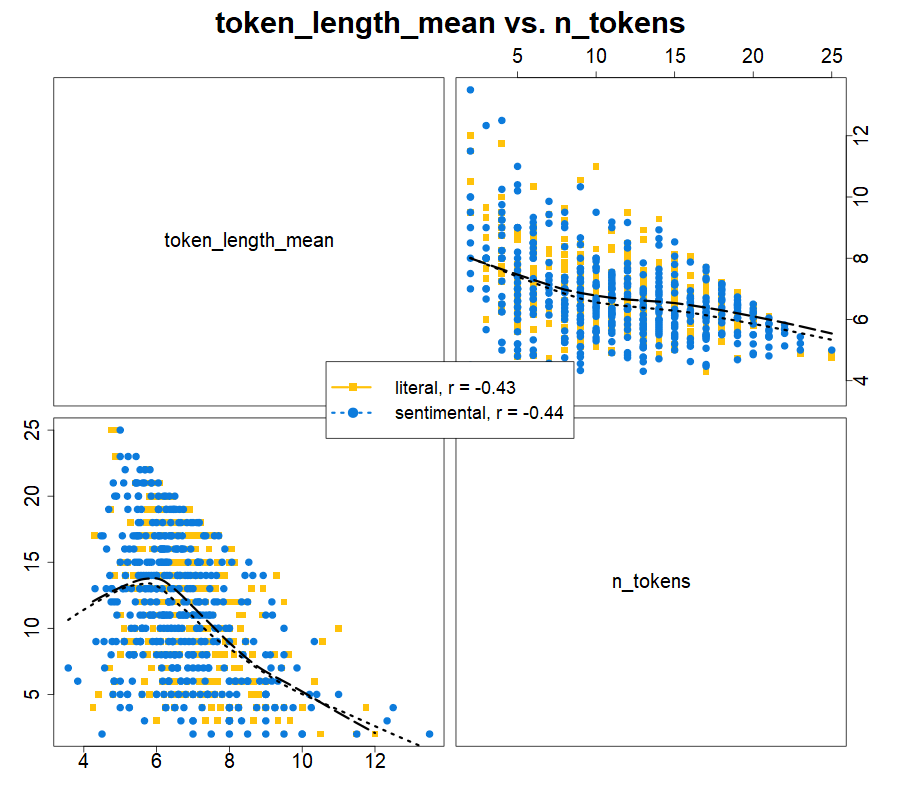 token_length_mean vs. n_tokens
5 10 15 20 25
token_length_mean
4 6 8 10 12
literal, r = -0.43
sentimental, r = -0.44
5 10 15 20 25
n_tokens
4 6 8 10 12